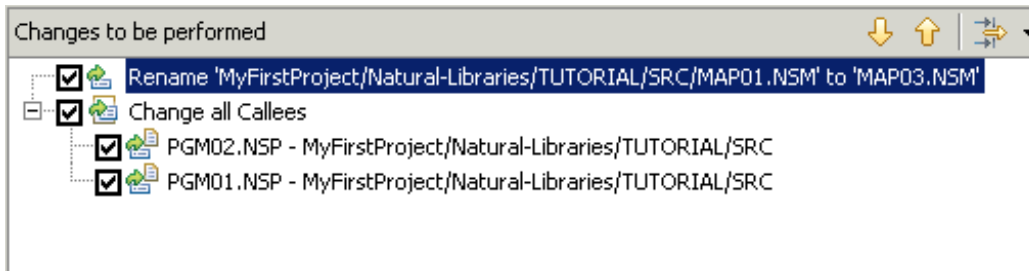 Changes to be performed
Rename 'MyFirstProject/Natural-Libraries/TUTORIAL/SRC/MAP01.NSM' to 'MAP03.NSM'
Change all Callees
PGM02.NSP - MyFirstProject/Natural-Libraries/TUTORIAL/SRC
PGM01.NSP - MyFirstProject/Natural-Libraries/TUTORIAL/SRC